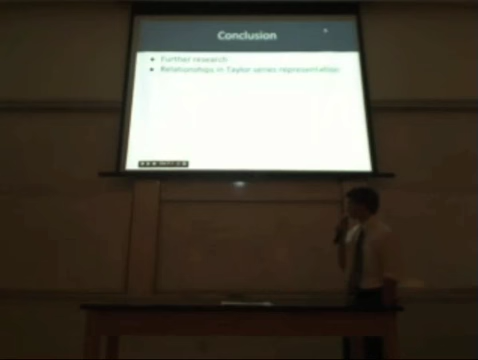 Conclusion
• Further research
• Relationships in Taylor series representation